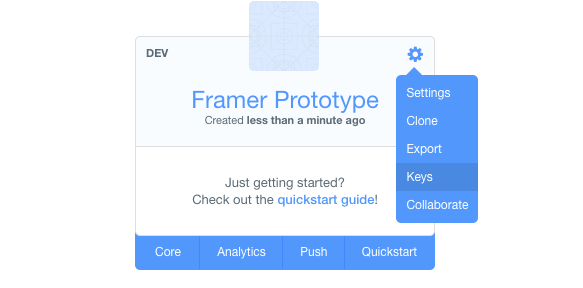 DEV
Framer Prototype
Created less than a minute ago
Settings
Clone
Export
Keys
Collaborate
Just getting started?
Check out the quickstart guide!
Core
Analytics
Push
Quickstart